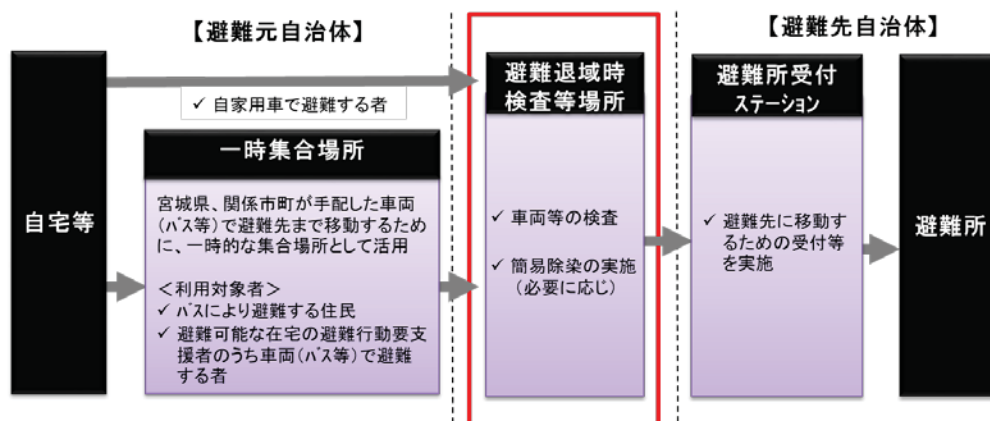 【避難元自治体】
【避難先自治体】
自宅等
✓ 自家用車で避難する者
一時集合場所
宮城県、関係市町が手配した車両
(ﾊﾞｽ等)で避難先まで移動するため
に、一時的な集合場所として活用
＜利用対象者＞
✓ ﾊﾞｽにより避難する住民
✓ 避難可能な在宅の避難行動要支
援者のうち車両(ﾊﾞｽ等)で避難
する者
避難退域時
検査等場所
✓ 車両等の検査
✓ 簡易除染の実施
(必要に応じ)
避難所受付
ｽﾃｰｼｮﾝ
✓ 避難先に移動す
るための受付等
を実施
避難所